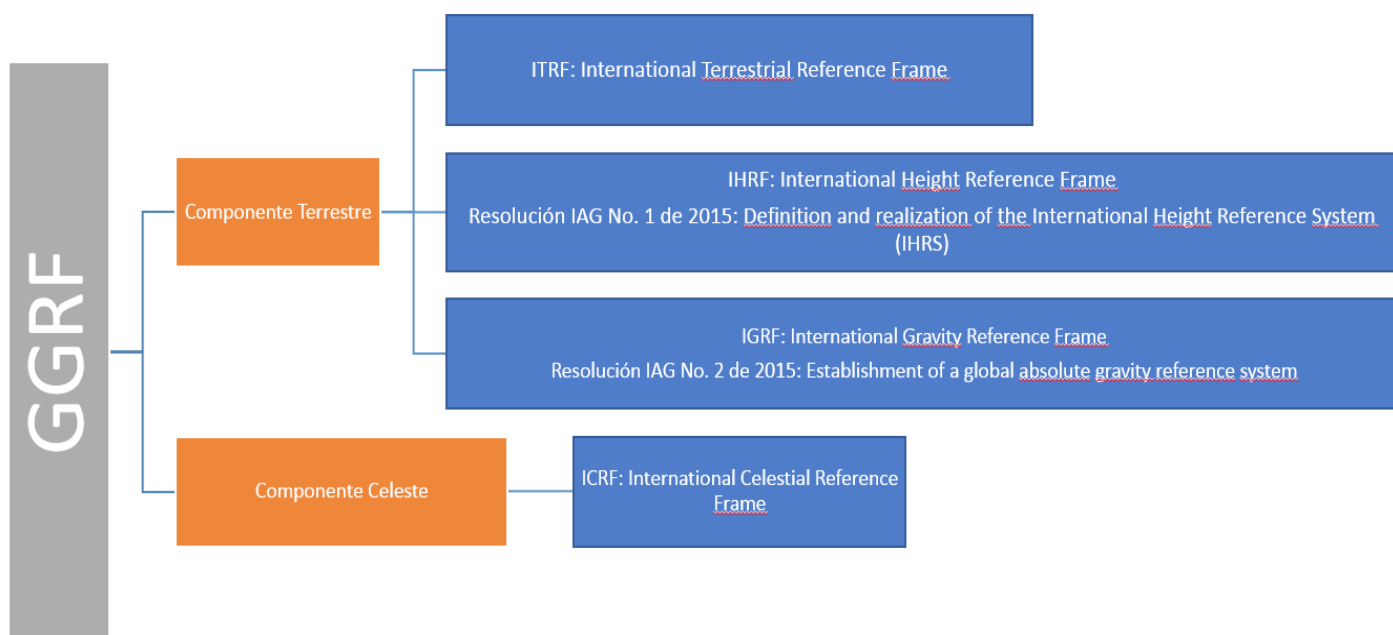 GGRF
Componente Terrestre
ITRF: International Terrestrial Reference Frame
IHRF: International Height Reference Frame
Resolución IAG No. 1 de 2015: Definition and realization of the International Height Reference System
(IHRS)
IGRF: International Gravity Reference Frame
Resolución IAG No. 2 de 2015: Establishment of a global absolute gravity reference system
Componente Celeste
ICRF: International Celestial Reference
Frame